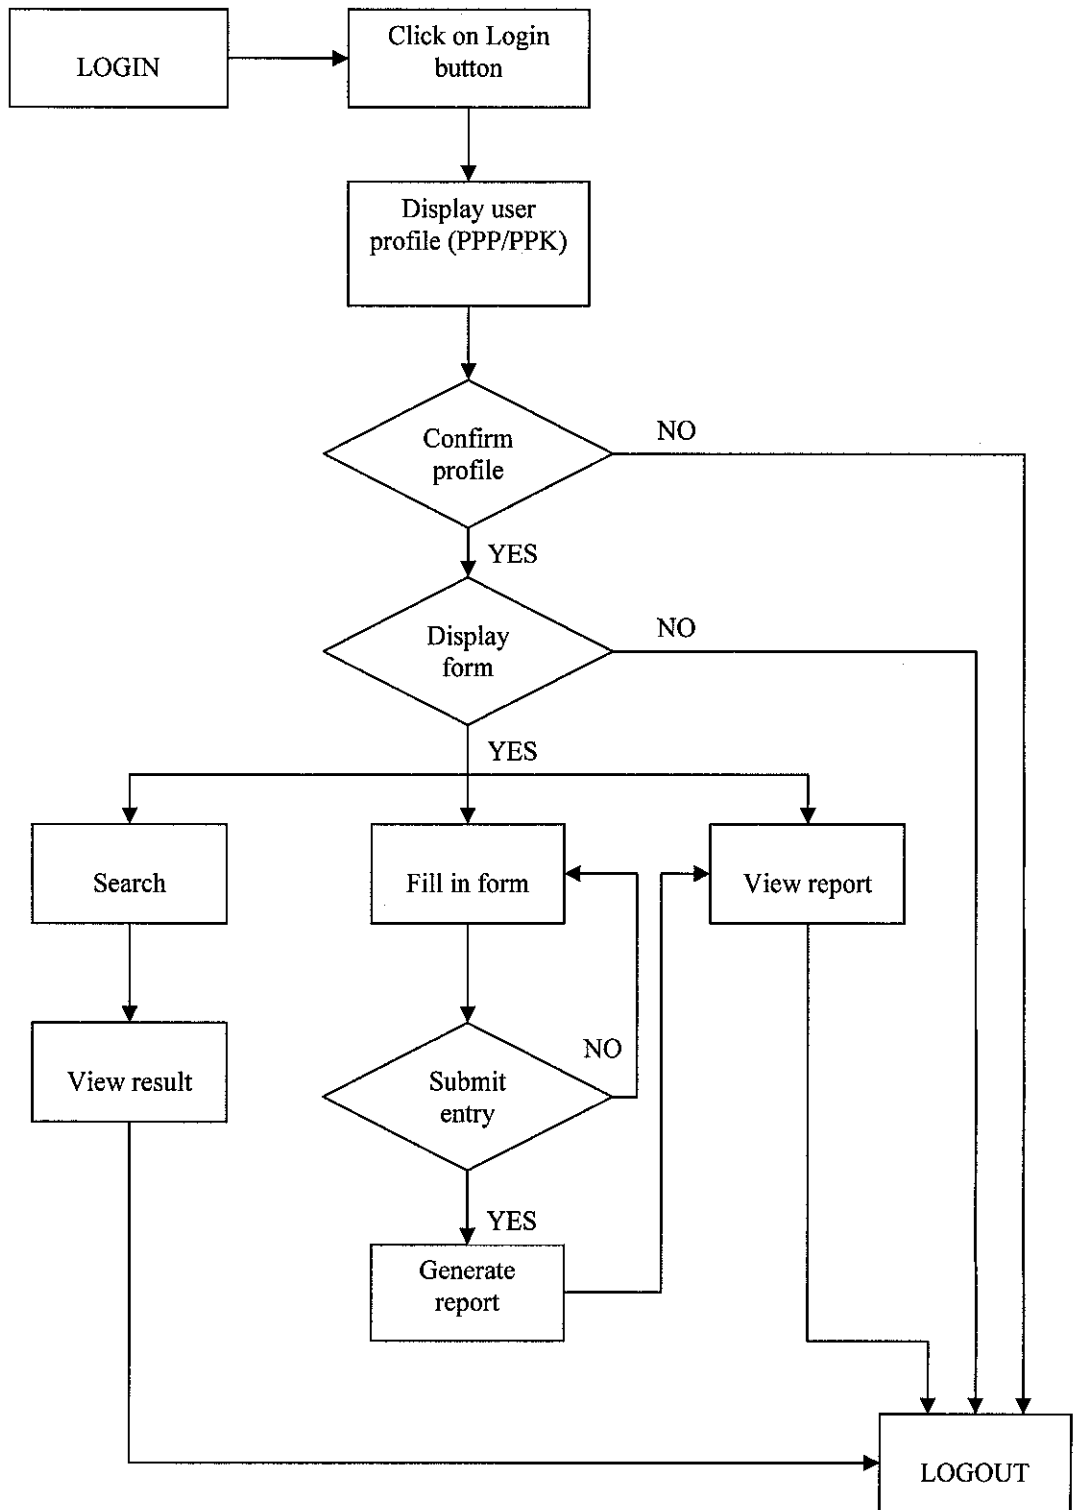 LOGIN
Click on Login
button
Display user
profile (PPP/PPK)
Confirm
profile
NO
YES
Display
form
NO
YES
Search
Fill in form
View report
View result
Submit
entry
NO
YES
Generate
report
LOGOUT